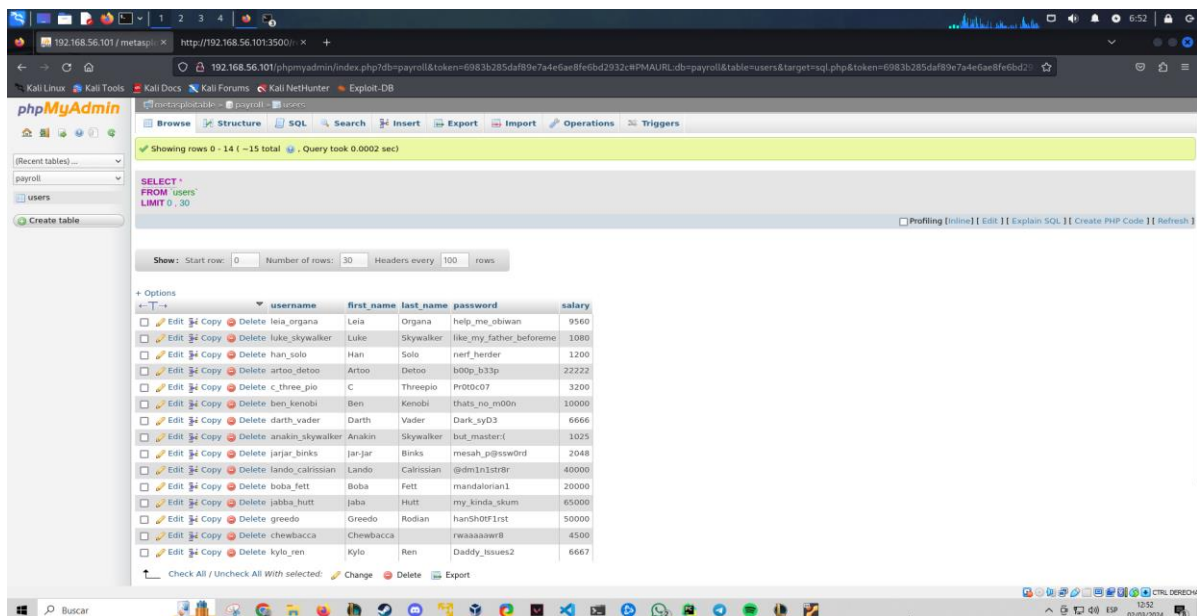 1 2 3 4
6:52
192.168.56.101 / metaspl
http://192.168.56.101:3500/
192.168.56.101/phpmyadmin/index.php?db=payroll&token=6983b285daf89e7a4e6ae8fe6bd2932c#PMAURL:db=payroll&table=users&target=sql.php&token=6983b285daf89e7a4e6ae8fe6bd29
Kali Linux Kali Tools Kali Docs Kali Forums Kali NetHunter Exploit-DB
phpMyAdmin
(Recent tables) ...
payroll
users
Create table
metasploitable » payroll » users
Browse Structure SQL Search Insert Export Import Operations Triggers
Showing rows 0 - 14 ( ~15 total , Query took 0.0002 sec)
SELECT *
FROM `users`
LIMIT 0 , 30
Profiling [Inline] [ Edit ] [ Explain SQL ] [ Create PHP Code ] [ Refresh ]
Show : Start row: 0 Number of rows: 30 Headers every 100 rows
+ Options
←T→ username first_name last_name password salary
Edit Copy Delete leia_organa Leia Organa help_me_obiwan 9560
Edit Copy Delete luke_skywalker Luke Skywalker like_my_father_beforeme 1080
Edit Copy Delete han_solo Han Solo nerf_herder 1200
Edit Copy Delete artoo_detoo Artoo Detoo b00p_b33p 22222
Edit Copy Delete c_three_pio C Threepio Pr0t0c07 3200
Edit Copy Delete ben_kenobi Ben Kenobi thats_no_m00n 10000
Edit Copy Delete darth_vader Darth Vader Dark_syD3 6666
Edit Copy Delete anakin_skywalker Anakin Skywalker but_master:( 1025
Edit Copy Delete jarjar_binks Jar-Jar Binks mesah_p@ssw0rd 2048
Edit Copy Delete lando_calrissian Lando Calrissian @dm1n1str8r 40000
Edit Copy Delete boba_fett Boba Fett mandalorian1 20000
Edit Copy Delete jabba_hutt Jaba Hutt my_kinda_skum 65000
Edit Copy Delete greedo Greedo Rodian hanSh0tF1rst 50000
Edit Copy Delete chewbacca Chewbacca rwaaaaawr8 4500
Edit Copy Delete kylo_ren Kylo Ren Daddy_Issues2 6667
Check All / Uncheck All With selected: Change Delete Export
CTRL DERECHA
Buscar
ESP
12:52
02/03/2024